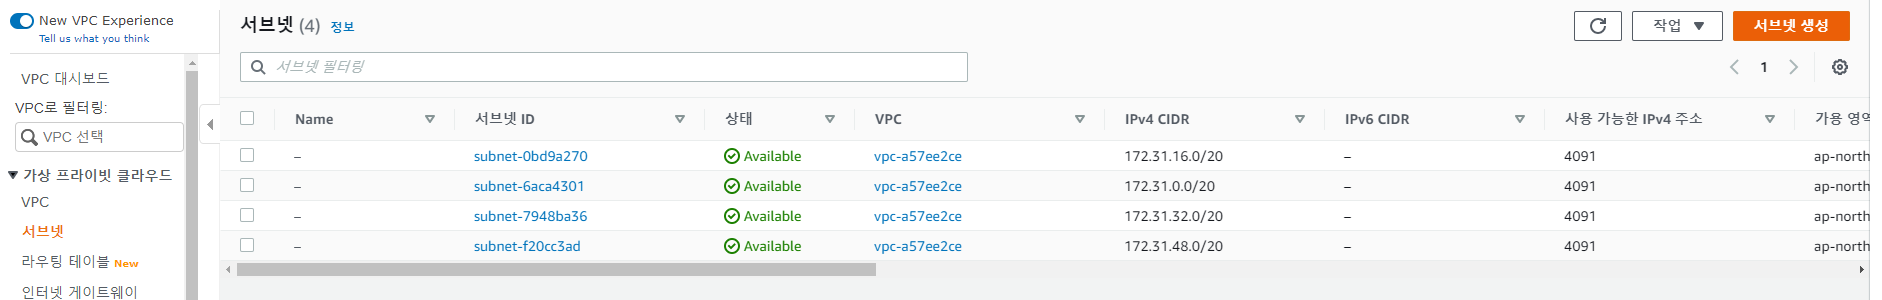 New VPC Experience
Tell us what you think
VPC 대시보드
VPC로 필터링:
VPC 선택
가상 프라이빗 클라우드
VPC
서브넷
라우팅 테이블 New
인터넷 게이트웨이
서브넷 (4) 정보
작업
서브넷 생성
서브넷 필터링
1
Name 서브넷 ID 상태 VPC IPv4 CIDR IPv6 CIDR 사용 가능한 IPv4 주소 가용 영역
– subnet-0bd9a270 Available vpc-a57ee2ce 172.31.16.0/20 – 4091 ap-north
– subnet-6aca4301 Available vpc-a57ee2ce 172.31.0.0/20 – 4091 ap-north
– subnet-7948ba36 Available vpc-a57ee2ce 172.31.32.0/20 – 4091 ap-north
– subnet-f20cc3ad Available vpc-a57ee2ce 172.31.48.0/20 – 4091 ap-north